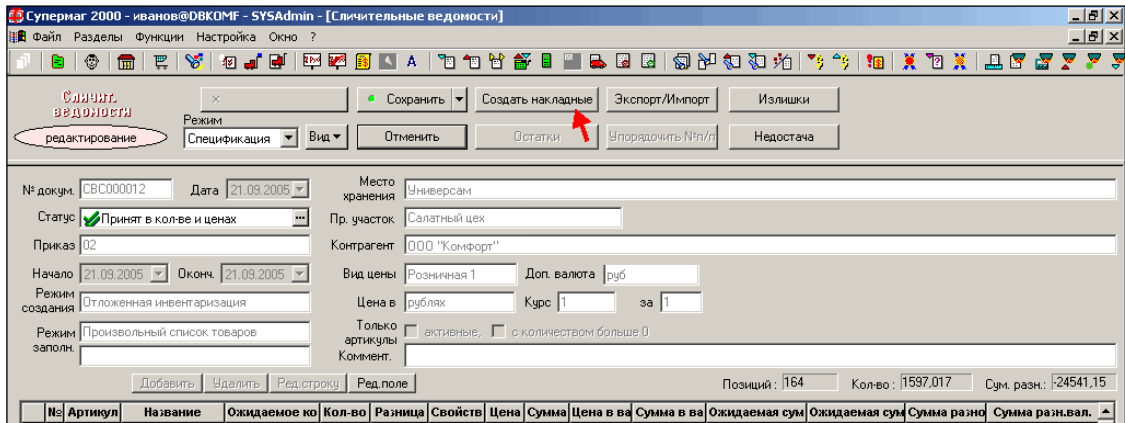 Супермаг 2000 - иванов@DBKOMF - SYSAdmin - [Сличительные ведомости]
Файл Разделы Функции Настройка Окно ?
Сличит. ведомости
редактирование
Режим
Спецификация Вид
Сохранить Создать накладные Экспорт/Импорт Излишки
Отменить Остатки Упорядочить №п/п Недостача
№ докум. СВС000012 Дата 21.09.2005 Место хранения Универсам
Статус Принят в кол-ве и ценах ... Пр. участок Салатный цех
Приказ 02 Контрагент ООО "Комфорт"
Начало 21.09.2005 Оконч. 21.09.2005 Вид цены Розничная 1 Доп. валюта руб
Режим создания Отложенная инвентаризация Цена в рублях Курс 1 за 1
Режим заполн. Произвольный список товаров Только артикулы активные, с количеством больше 0
Коммент.
Добавить Удалить Ред.строку Ред.поле Позиций : 164 Кол-во : 1597,017 Сум. разн.: -24541,15
№ Артикул Название Ожидаемое ко Кол-во Разница Свойств Цена Сумма Цена в ва Сумма в ва Ожидаемая сум Ожидаемая сум Сумма разно Сумма разн.вал.